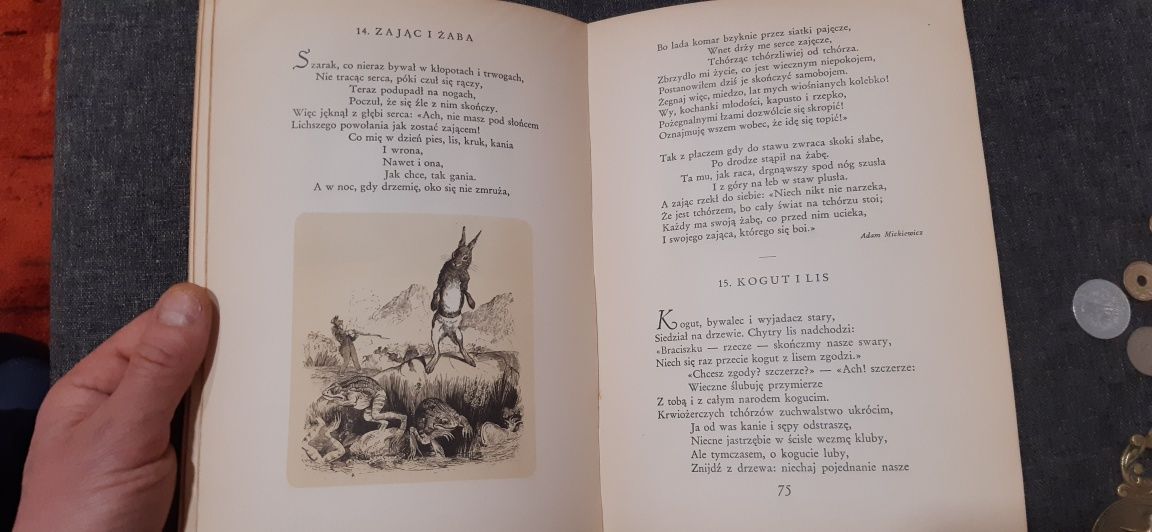 14. ZAJĄC I ŻABA
Szarak, co nieraz bywał w kłopotach i trwogach,
Nie tracąc serca, póki czuł się rączy,
Teraz podupadł na nogach,
Poczuł, że się źle z nim skończy.
Więc jęknął z głębi serca: «Ach, nie masz pod słońcem
Lichszego powołania jak zostać zającem!
Co mię w dzień pies, lis, kruk, kania
I wrona,
Nawet i ona,
Jak chce, tak gania.
A w noc, gdy drzemię, oko się nie zmruża,
Bo lada komar bzyknie przez siatki pajęcze,
Wnet drży me serce zajęcze,
Tchórząc tchórzliwiej od tchórza.
Zbrzydło mi życie, co jest wiecznym niepokojem,
Postanowiłem dziś je skończyć samobojem.
Żegnaj więc, miedzo, lat mych wiośnianych kolebko!
Wy, kochanki młodości, kapusto i rzepko,
Pożegnalnymi łzami dozwólcie się skropić!
Oznajmuję wszem wobec, że idę się topić!»
Tak z płaczem gdy do stawu zwraca skoki słabe,
Po drodze stąpił na żabę.
Ta mu, jak raca, drgnąwszy spod nóg szusła
I z góry na łeb w staw plusła.
A zając rzekł do siebie: «Niech nikt nie narzeka,
Że jest tchórzem, bo cały świat na tchórzu stoi;
Każdy ma swoją żabę, co przed nim ucieka,
I swojego zająca, którego się boi.»
Adam Mickiewicz
15. KOGUT I LIS
Kogut, bywalec i wyjadacz stary,
Siedział na drzewie. Chytry lis nadchodzi:
«Braciszku — rzecze — skończmy nasze swary,
Niech się raz przecie kogut z lisem zgodzi.»
«Chcesz zgody? szczerze?» — «Ach! szczerze:
Wieczne ślubuję przymierze
Z tobą i z całym narodem kogucim.
Krwiożerczych tchórzów zuchwalstwo ukrócim,
Ja od was kanie i sępy odstraszę,
Niecne jastrzębie w ścisłe wezmę kluby,
Ale tymczasem, o kogucie luby,
Znijdź z drzewa: niechaj pojednanie nasze
75